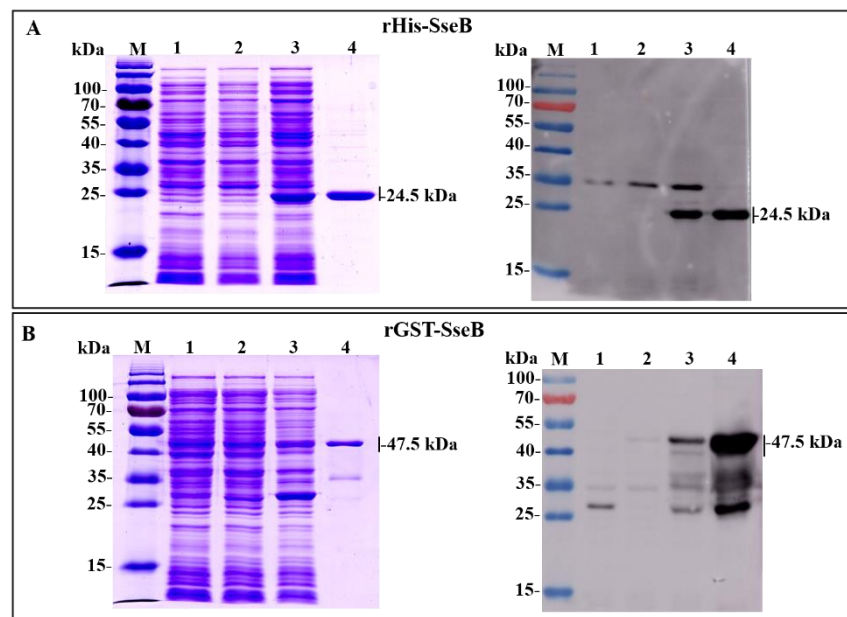 A
rHis-SseB
kDa M 1 2 3 4
100-
70-
55-
40-
35-
25-
15-
-24.5 kDa
kDa M 1 2 3 4
100-
70-
55-
40-
35-
25-
15-
-24.5 kDa
B
rGST-SseB
kDa M 1 2 3 4
100-
70-
55-
40-
35-
25-
15-
-47.5 kDa
kDa M 1 2 3 4
100-
70-
55-
40-
35-
25-
15-
-47.5 kDa